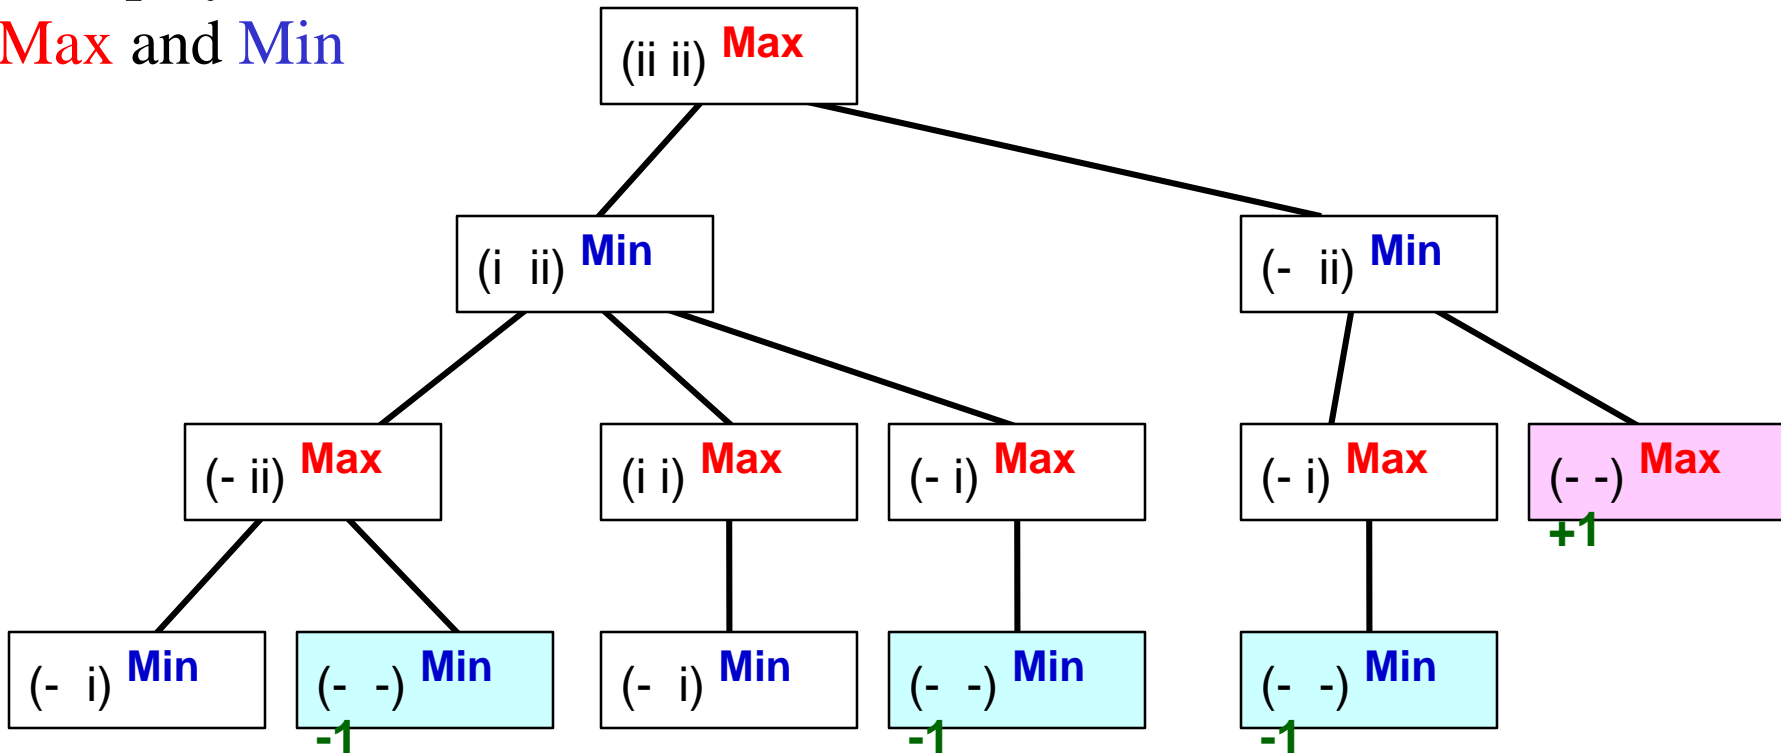 Max and Min
(ii ii) Max
(i ii) Min
(- ii) Min
(- ii) Max
(i i) Max
(- i) Max
(- i) Max
(- -) Max
+1
(- i) Min
(- -) Min
-1
(- i) Min
(- -) Min
-1
(- -) Min
-1